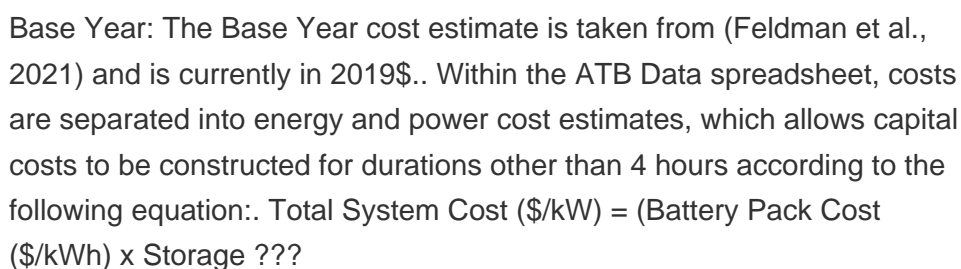 Base Year: The Base Year cost estimate is taken from (Feldman et al.,
2021) and is currently in 2019$.. Within the ATB Data spreadsheet, costs
are separated into energy and power cost estimates, which allows capital
costs to be constructed for durations other than 4 hours according to the
following equation:. Total System Cost ($/kW) = (Battery Pack Cost
($/kWh) x Storage ???